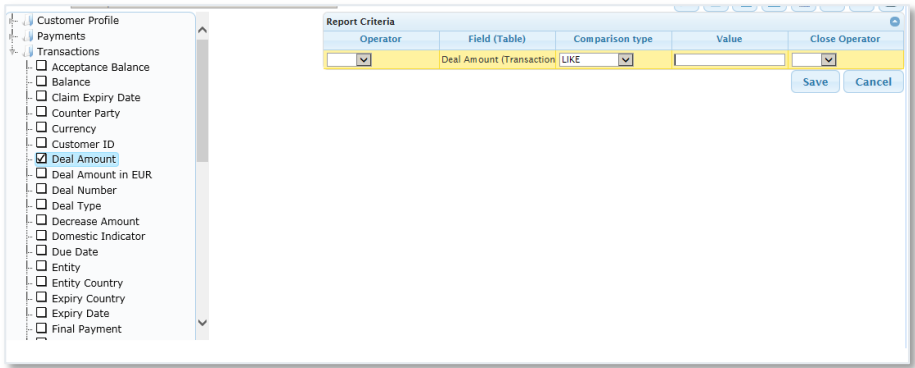 Customer Profile
Payments
Transactions
Acceptance Balance
Balance
Claim Expiry Date
Counter Party
Currency
Customer ID
Deal Amount
Deal Amount in EUR
Deal Number
Deal Type
Decrease Amount
Domestic Indicator
Due Date
Entity
Entity Country
Expiry Country
Expiry Date
Final Payment
Report Criteria
Operator Field (Table) Comparison type Value Close Operator
Deal Amount (Transaction LIKE
Save Cancel